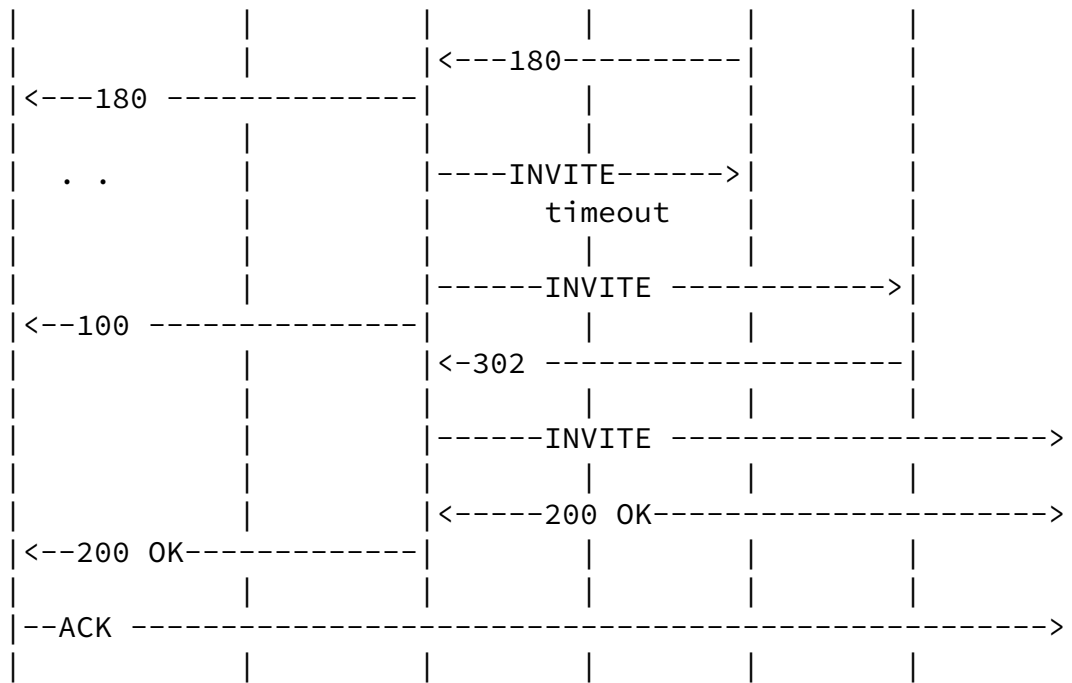 |            |         |        |        |        |
|            |         |<---180----------|        |
|<---180 --------------|        |        |        |
|            |         |        |        |        |
|  . .       |         |----INVITE------>|        |
|            |         |     timeout     |        |
|            |         |        |        |        |
|            |         |------INVITE ------------>|
|<--100 ---------------|        |        |        |
|            |         |<-302 --------------------|
|            |         |        |        |        |
|            |         |------INVITE --------------------->
|            |         |        |        |        |
|            |         |<-----200 OK---------------------->
|<--200 OK-------------|        |        |        |
|            |         |        |        |        |
|--ACK --------------------------------------------------->
|            |         |        |        |        |